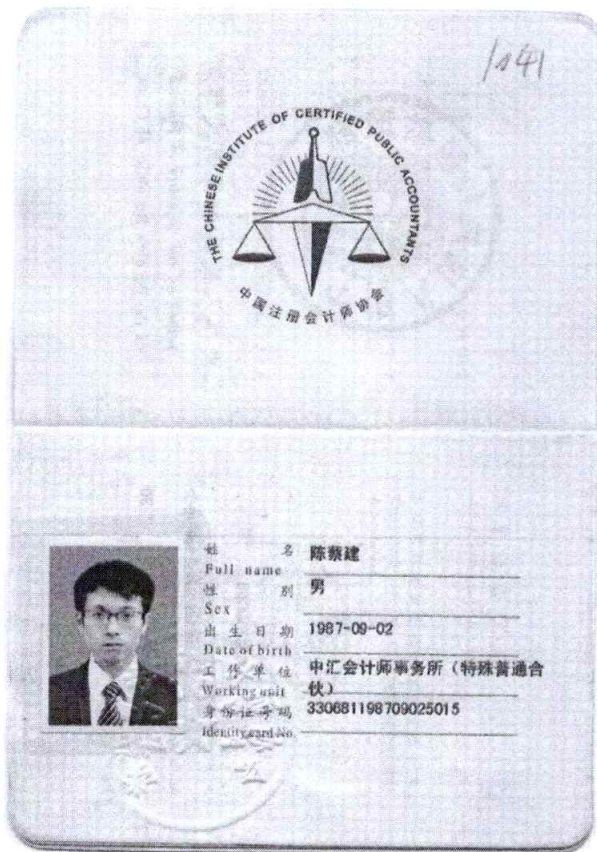 THE CHINESE INSTITUTE OF CERTIFIED PUBLIC ACCOUNTANTS
中国注册会计师协会
姓 名 陈蔡建
Full name
性 别 男
Sex
出 生 日 期 1987-09-02
Date of birth
工 作 单 位 中汇会计师事务所（特殊普通合
Working unit 伙）
身份证号码 330681198709025015
Identity card No.